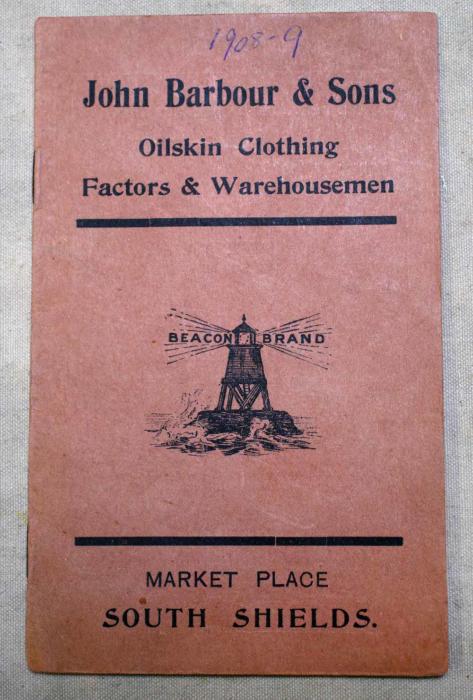 1908-9
John Barbour & Sons
Oilskin Clothing
Factors & Warehousemen
BEACON BRAND
MARKET PLACE
SOUTH SHIELDS.